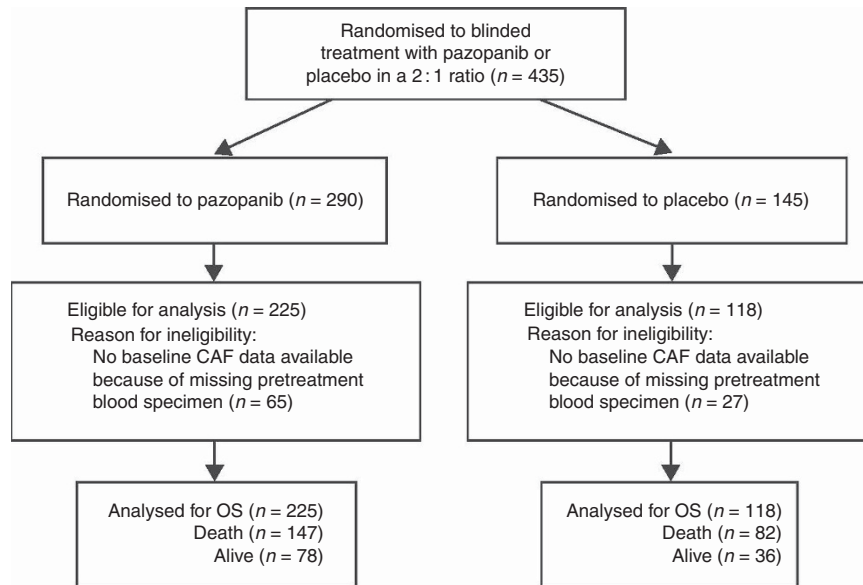 Randomised to blinded
treatment with pazopanib or
placebo in a 2 : 1 ratio (n = 435)
Randomised to pazopanib (n = 290)
Randomised to placebo (n = 145)
Eligible for analysis (n = 225)
Reason for ineligibility:
No baseline CAF data available
because of missing pretreatment
blood specimen (n = 65)
Eligible for analysis (n = 118)
Reason for ineligibility:
No baseline CAF data available
because of missing pretreatment
blood specimen (n = 27)
Analysed for OS (n = 225)
Death (n = 147)
Alive (n = 78)
Analysed for OS (n = 118)
Death (n = 82)
Alive (n = 36)